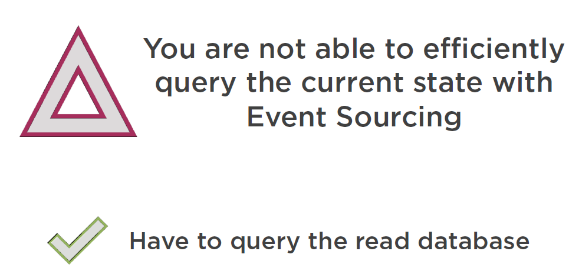 You are not able to efficiently
query the current state with
Event Sourcing
Have to query the read database